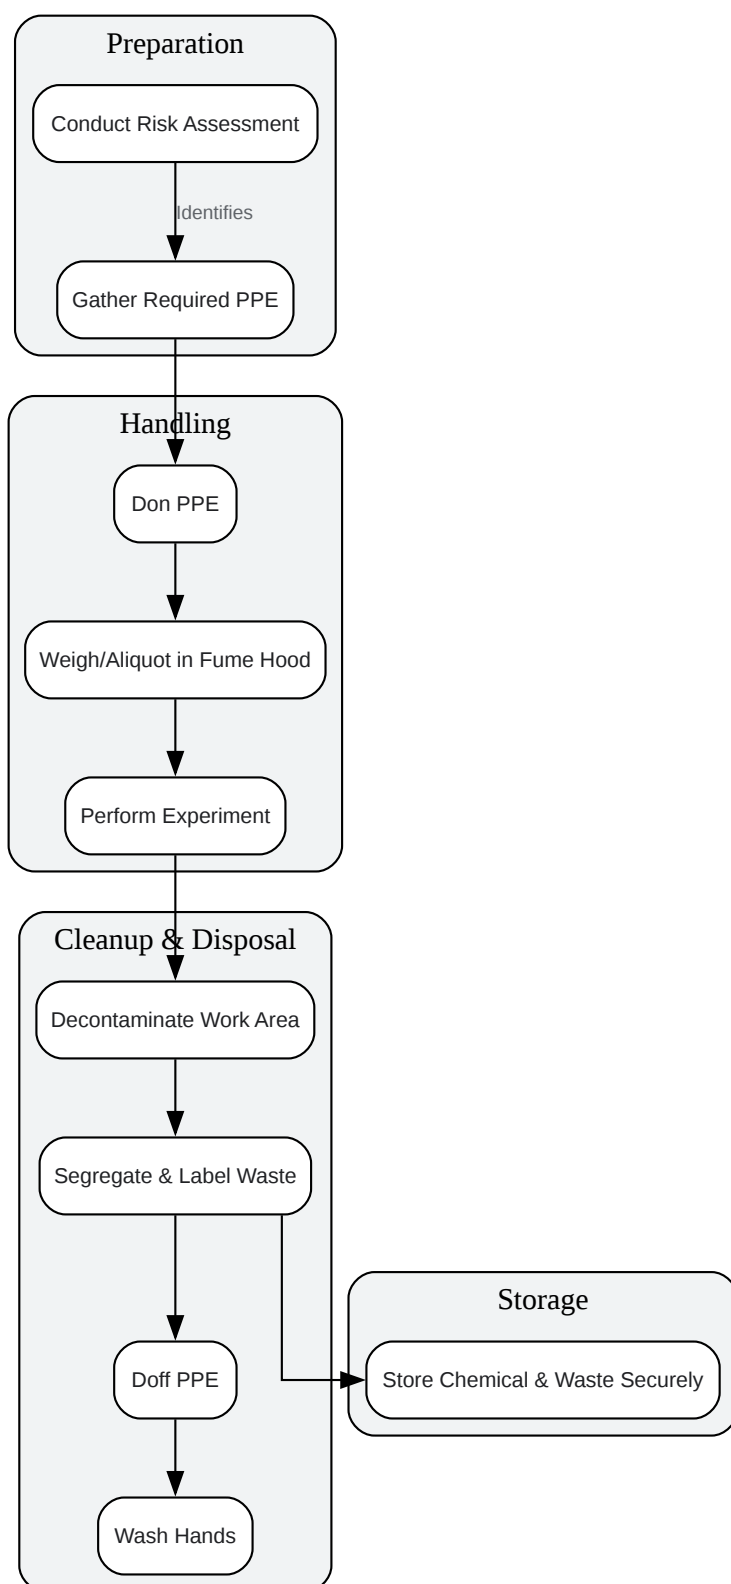 Preparation
Conduct Risk Assessment
Identifies
Gather Required PPE
Handling
Don PPE
Weigh/Aliquot in Fume Hood
Perform Experiment
Cleanup & Disposal
Decontaminate Work Area
Segregate & Label Waste
Storage
Doff PPE
Store Chemical & Waste Securely
Wash Hands